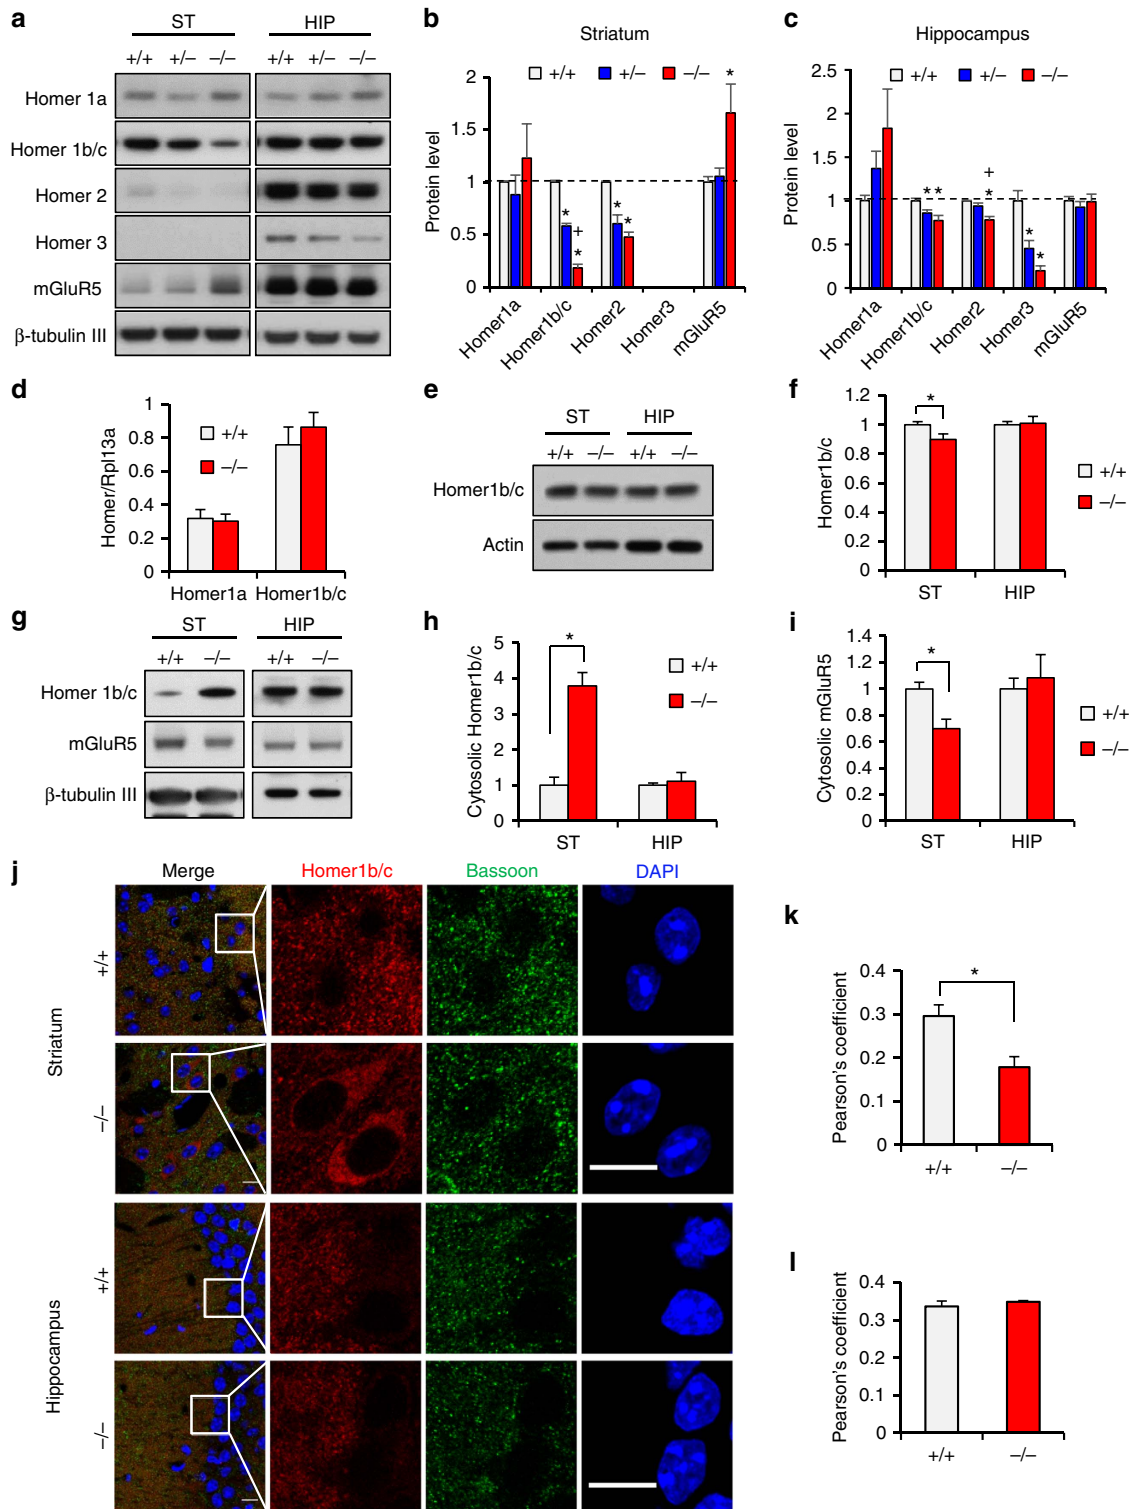 a
ST
HIP
+/+ +/– –/– +/+ +/– –/–
Homer 1a
Homer 1b/c
Homer 2
Homer 3
mGluR5
β-tubulin III
b
Striatum
+/+ +/– –/–
Protein level
2
1.5
1
0.5
0
* + * * * *
Homer1a
Homer1b/c
Homer2
Homer3
mGluR5
c
Hippocampus
+/+ +/– –/–
Protein level
2.5
2
1.5
1
0.5
0
* * + * * *
Homer1a
Homer1b/c
Homer2
Homer3
mGluR5
d
Homer/Rpl13a
1
0.8
0.6
0.4
0.2
0
+/+
–/–
Homer1a Homer1b/c
e
ST HIP
+/+ –/– +/+ –/–
Homer1b/c
Actin
f
Homer1b/c
1.2
1
0.8
0.6
0.4
0.2
0
*
ST HIP
+/+
–/–
g
ST HIP
+/+ –/– +/+ –/–
Homer 1b/c
mGluR5
β-tubulin III
h
Cytosolic Homer1b/c
5
4
3
2
1
0
*
+/+
–/–
ST HIP
i
Cytosolic mGluR5
1.4
1.2
1
0.8
0.6
0.4
0.2
0
*
+/+
–/–
ST HIP
j
Merge Homer1b/c Bassoon DAPI
Striatum
+/+
–/–
Hippocampus
+/+
–/–
k
Pearson's coefficient
0.4
0.3
0.2
0.1
0
*
+/+ –/–
l
Pearson's coefficient
0.4
0.3
0.2
0.1
0
+/+ –/–